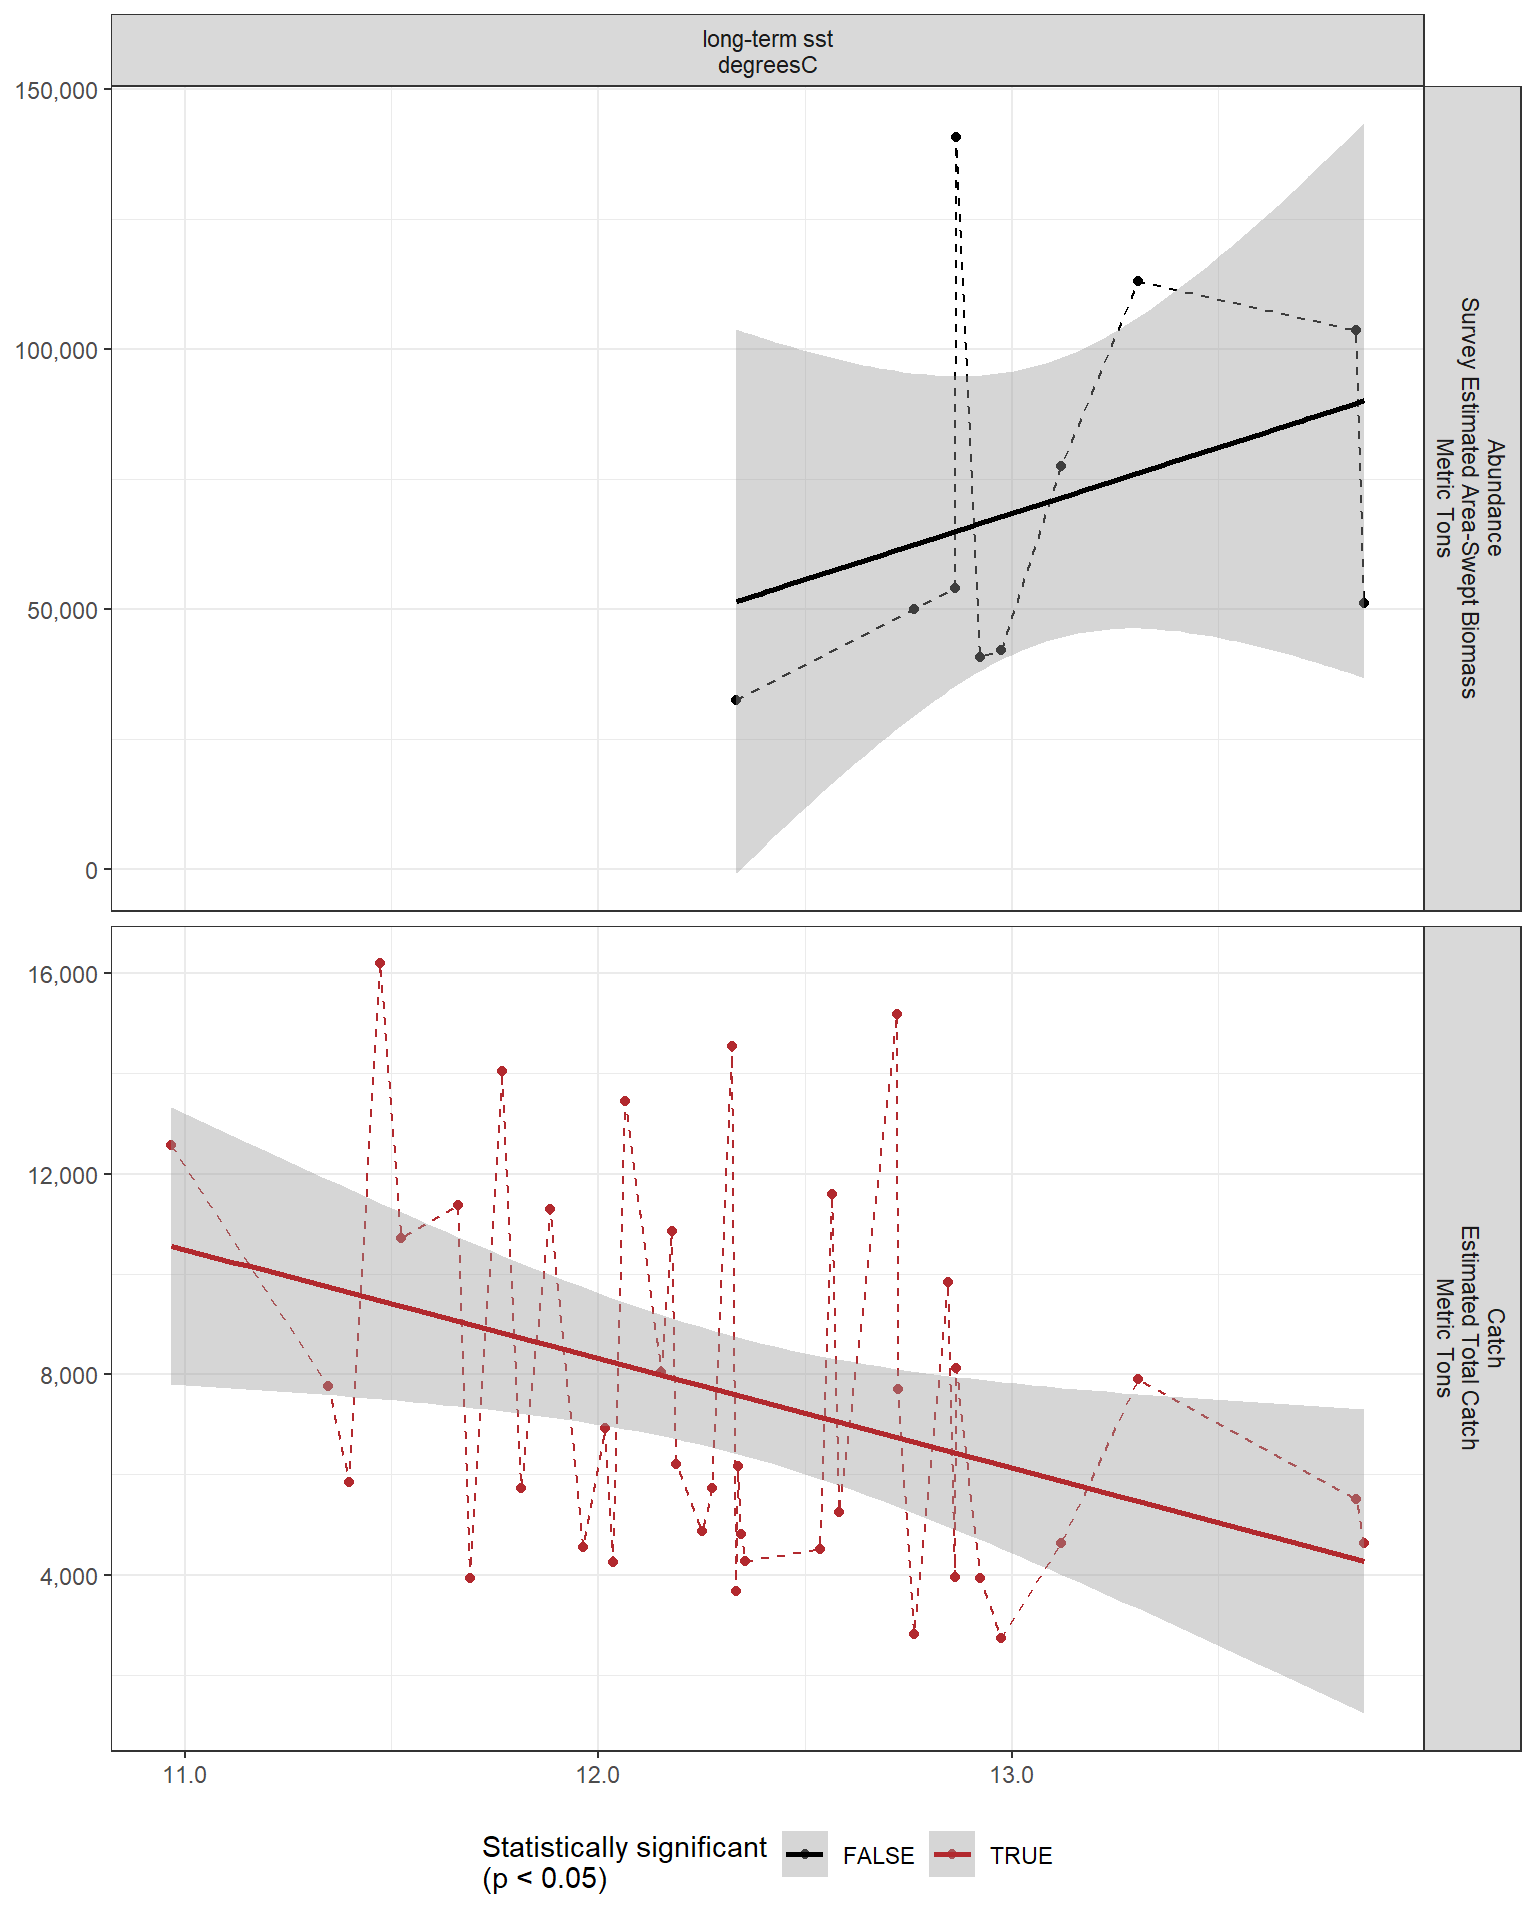 long-term sst
degreesC
150,000
100,000
50,000
0
Abundance
Survey Estimated Area-Swept Biomass
Metric Tons
16,000
12,000
8,000
4,000
Catch
Estimated Total Catch
Metric Tons
11.0
12.0
13.0
Statistically significant
(p < 0.05)
FALSE
TRUE